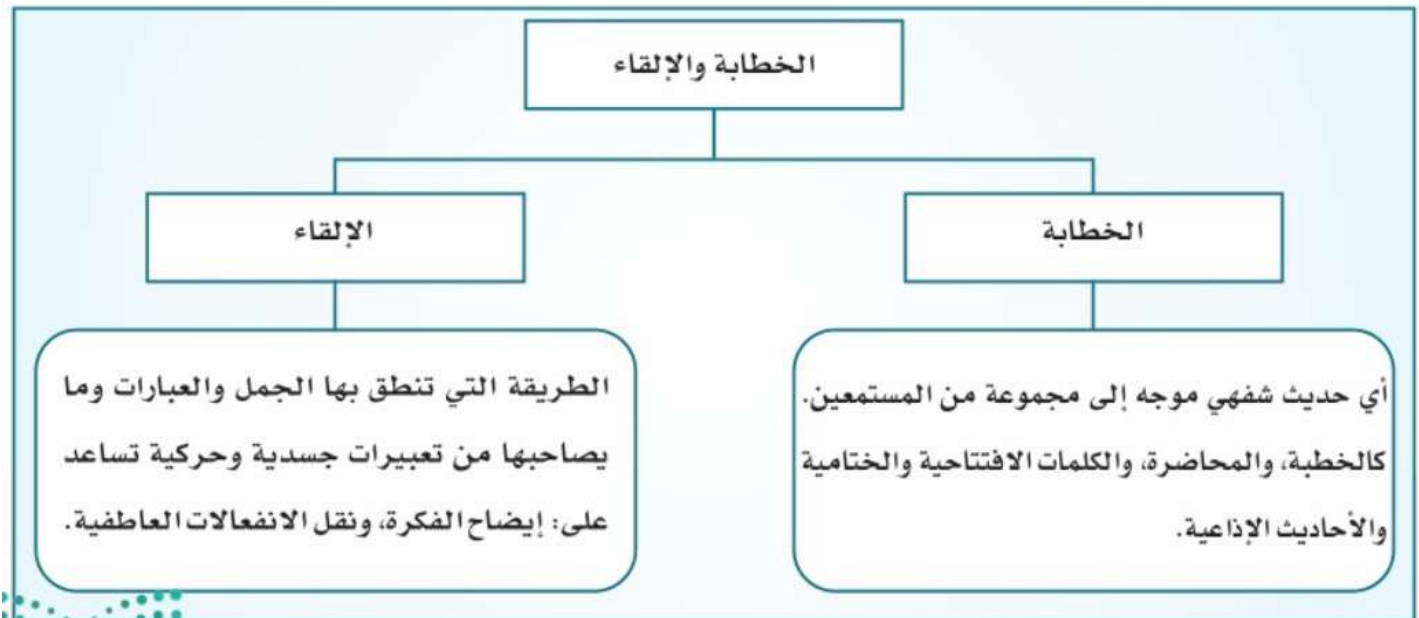 الخطابة والإلقاء
الخطابة
الإلقاء
أي حديث شفهي موجه إلى مجموعة من المستمعين.
كالخطبة، والمحاضرة، والكلمات الافتتاحية والختامية
والأحاديث الإذاعية.
الطريقة التي تنطق بها الجمل والعبارات وما
يصاحبها من تعبيرات جسدية وحركية تساعد
على: إيضاح الفكرة، ونقل الانفعالات العاطفية.